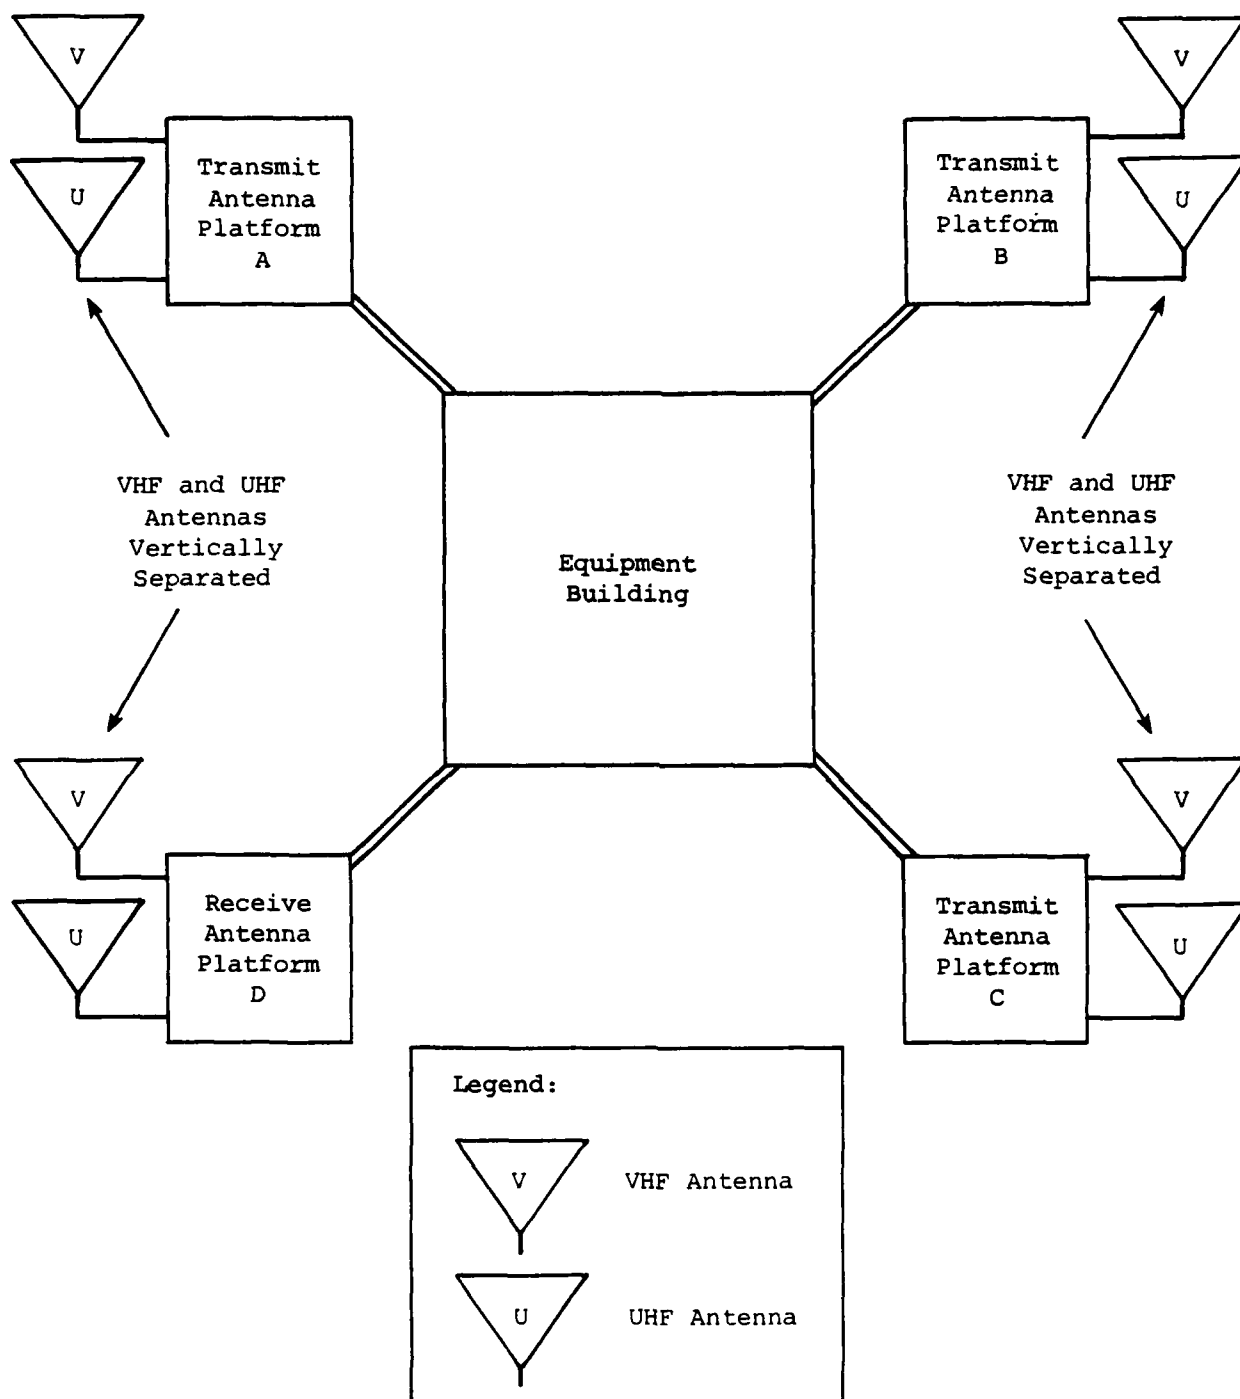 V
V
U
Transmit
Antenna
Platform
A
Transmit
Antenna
Platform
B
U
VHF and UHF
Antennas
Vertically
Separated
VHF and UHF
Antennas
Vertically
Separated
Equipment
Building
V
V
U
Receive
Antenna
Platform
D
Transmit
Antenna
Platform
C
U
Legend:
V
VHF Antenna
U
UHF Antenna